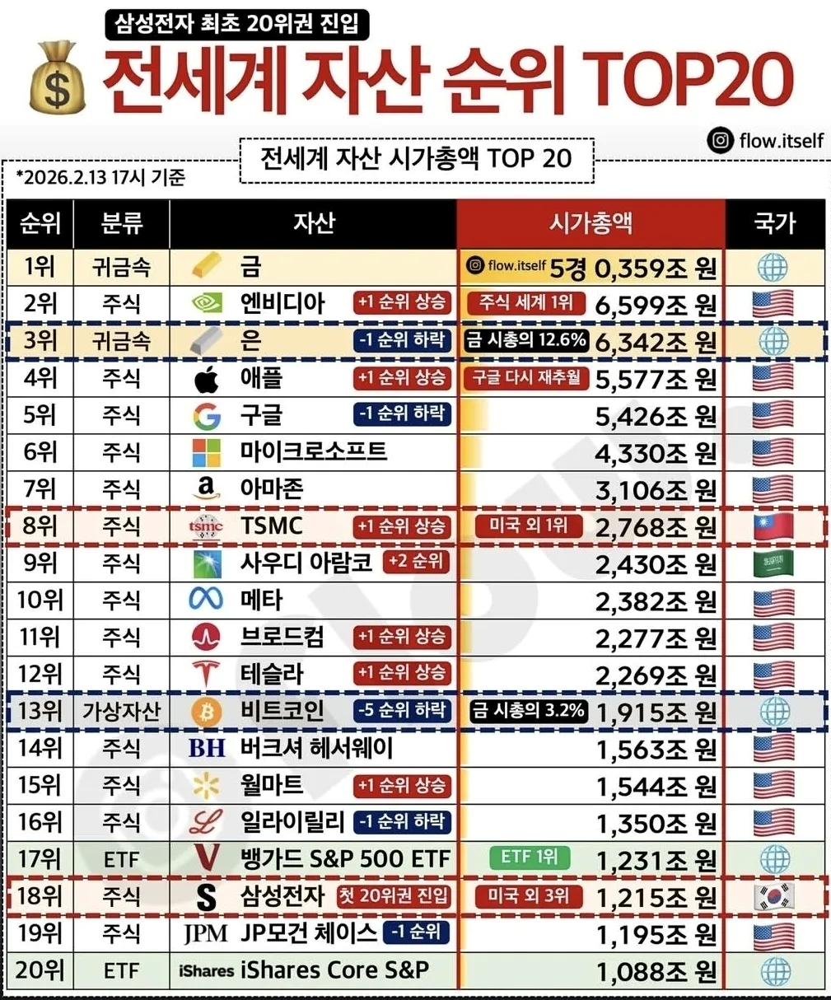 삼성전자 최초 20위권 진입
전세계 자산 순위 TOP20
flow.itself
전세계 자산 시가총액 TOP 20
*2026.2.13 17시 기준
순위 분류 자산 시가총액 국가
1위 귀금속 금 flow.itself 5경 0,359조 원
2위 주식 엔비디아 +1 순위 상승 주식 세계 1위 6,599조 원
3위 귀금속 은 -1 순위 하락 금 시총의 12.6% 6,342조 원
4위 주식 애플 +1 순위 상승 구글 다시 재추월 5,577조 원
5위 주식 구글 -1 순위 하락 5,426조 원
6위 주식 마이크로소프트 4,330조 원
7위 주식 a 아마존 3,106조 원
8위 주식 tsmc TSMC +1 순위 상승 미국 외 1위 2,768조 원
9위 주식 사우디 아람코 +2 순위 2,430조 원
10위 주식 메타 2,382조 원
11위 주식 브로드컴 +1 순위 상승 2,277조 원
12위 주식 테슬라 +1 순위 상승 2,269조 원
13위 가상자산 비트코인 -5 순위 하락 금 시총의 3.2% 1,915조 원
14위 주식 BH 버크셔 헤서웨이 1,563조 원
15위 주식 월마트 +1 순위 상승 1,544조 원
16위 주식 일라이릴리 -1 순위 하락 1,350조 원
17위 ETF V 뱅가드 S&P 500 ETF ETF 1위 1,231조 원
18위 주식 S 삼성전자 첫 20위권 진입 미국 외 3위 1,215조 원
19위 주식 JPM JP모건 체이스 -1 순위 1,195조 원
20위 ETF iShares iShares Core S&P 1,088조 원